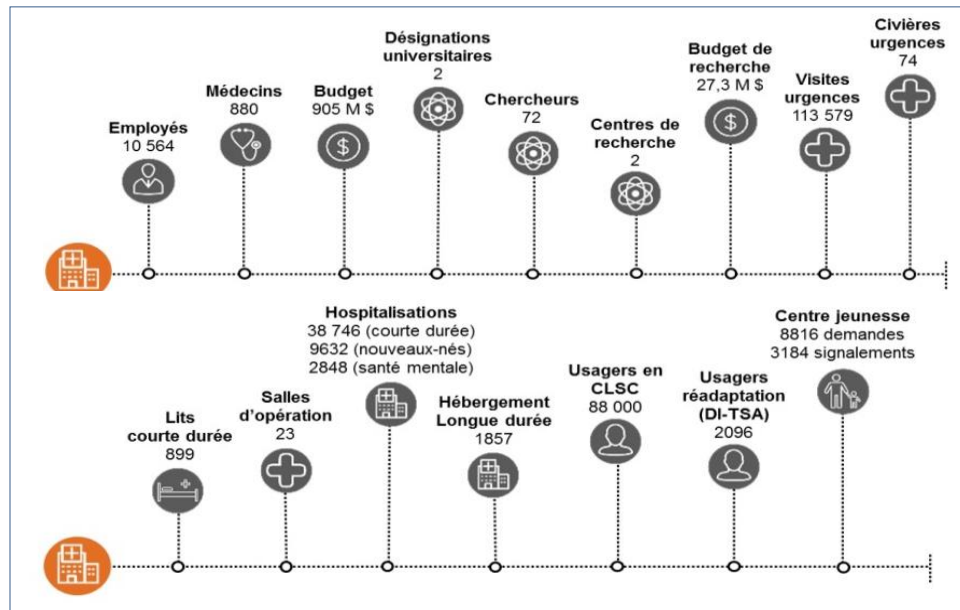 Employés
10 564
Médecins
880
Budget
905 M $
Désignations
universitaires
2
Chercheurs
72
Centres de
recherche
2
Budget de
recherche
27,3 M $
Visites
urgences
113 579
Civières
urgences
74
Lits
courte durée
899
Salles
d'opération
23
Hospitalisations
38 746 (courte durée)
9632 (nouveaux-nés)
2848 (santé mentale)
Hébergement
Longue durée
1857
Usagers en
CLSC
88 000
Usagers
réadaptation
(DI-TSA)
2096
Centre jeunesse
8816 demandes
3184 signalements